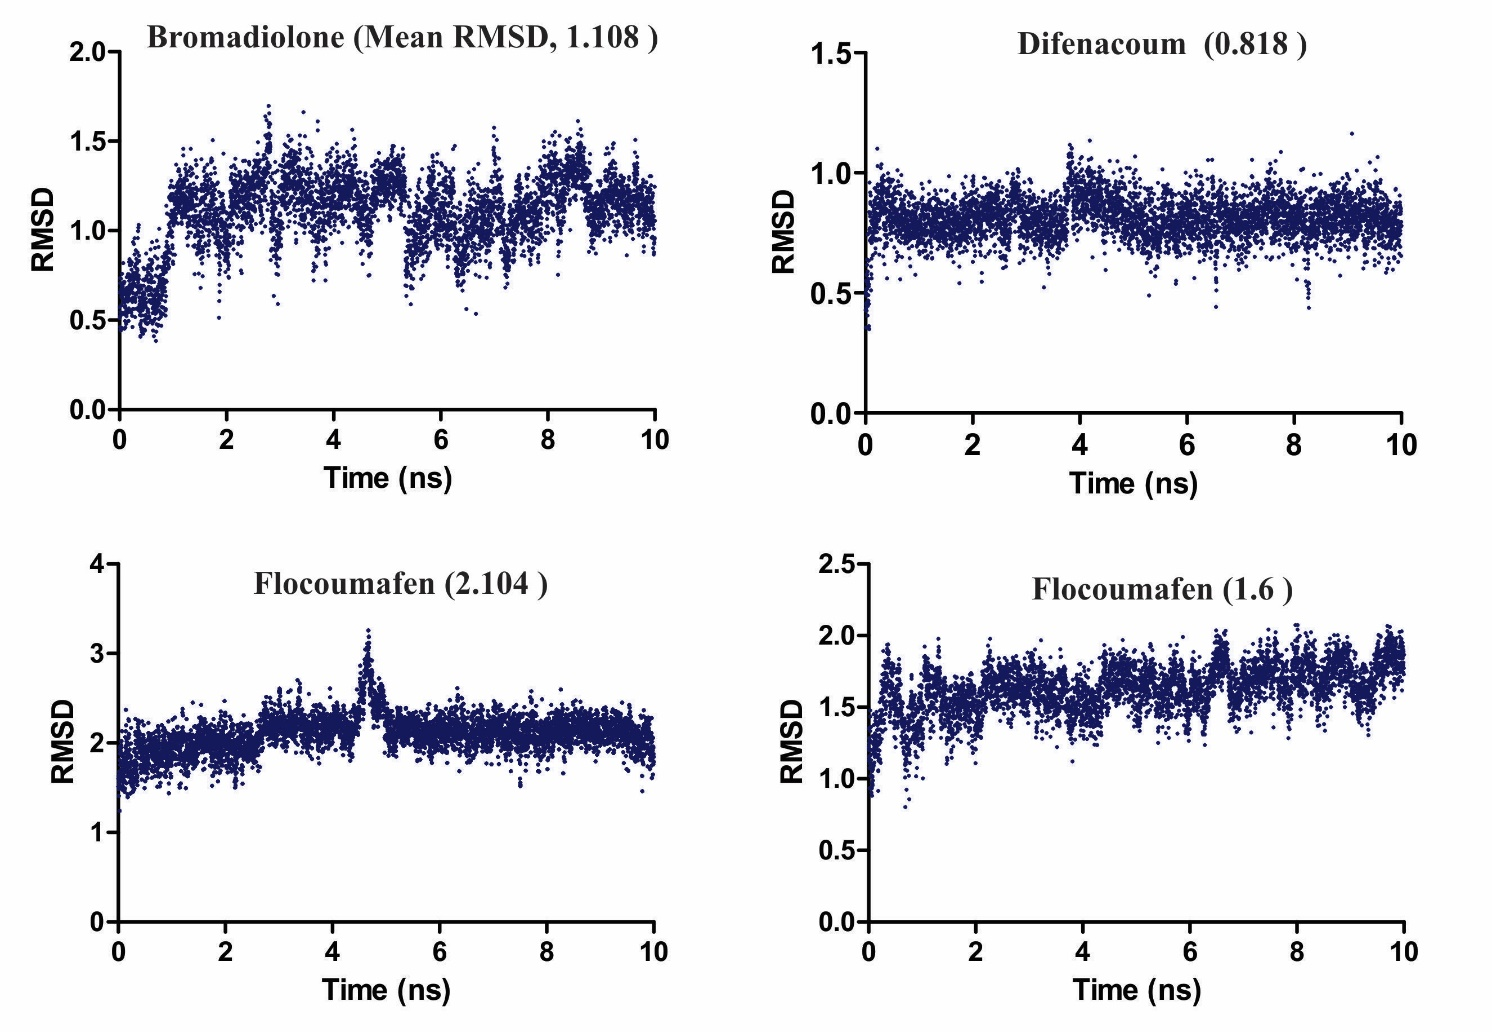 Bromadiolone (Mean RMSD, 1.108 )
2.0
1.5
1.0
0.5
0.0
RMSD
0 2 4 6 8 10
Time (ns)
Difenacoum (0.818 )
1.5
1.0
0.5
0.0
RMSD
0 2 4 6 8 10
Time (ns)
Flocoumafen (2.104 )
4
3
2
1
0
RMSD
0 2 4 6 8 10
Time (ns)
Flocoumafen (1.6 )
2.5
2.0
1.5
1.0
0.5
0.0
RMSD
0 2 4 6 8 10
Time (ns)